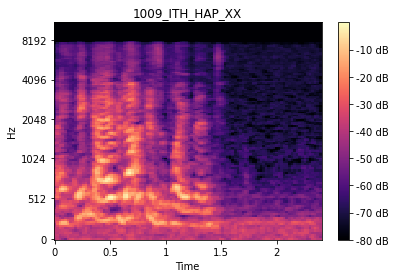 1009_ITH_HAP_XX
8192
4096
2048
1024
512
0
Hz
0
0.5
1
1.5
2
Time
-10 dB
-20 dB
-30 dB
-40 dB
-50 dB
-60 dB
-70 dB
-80 dB